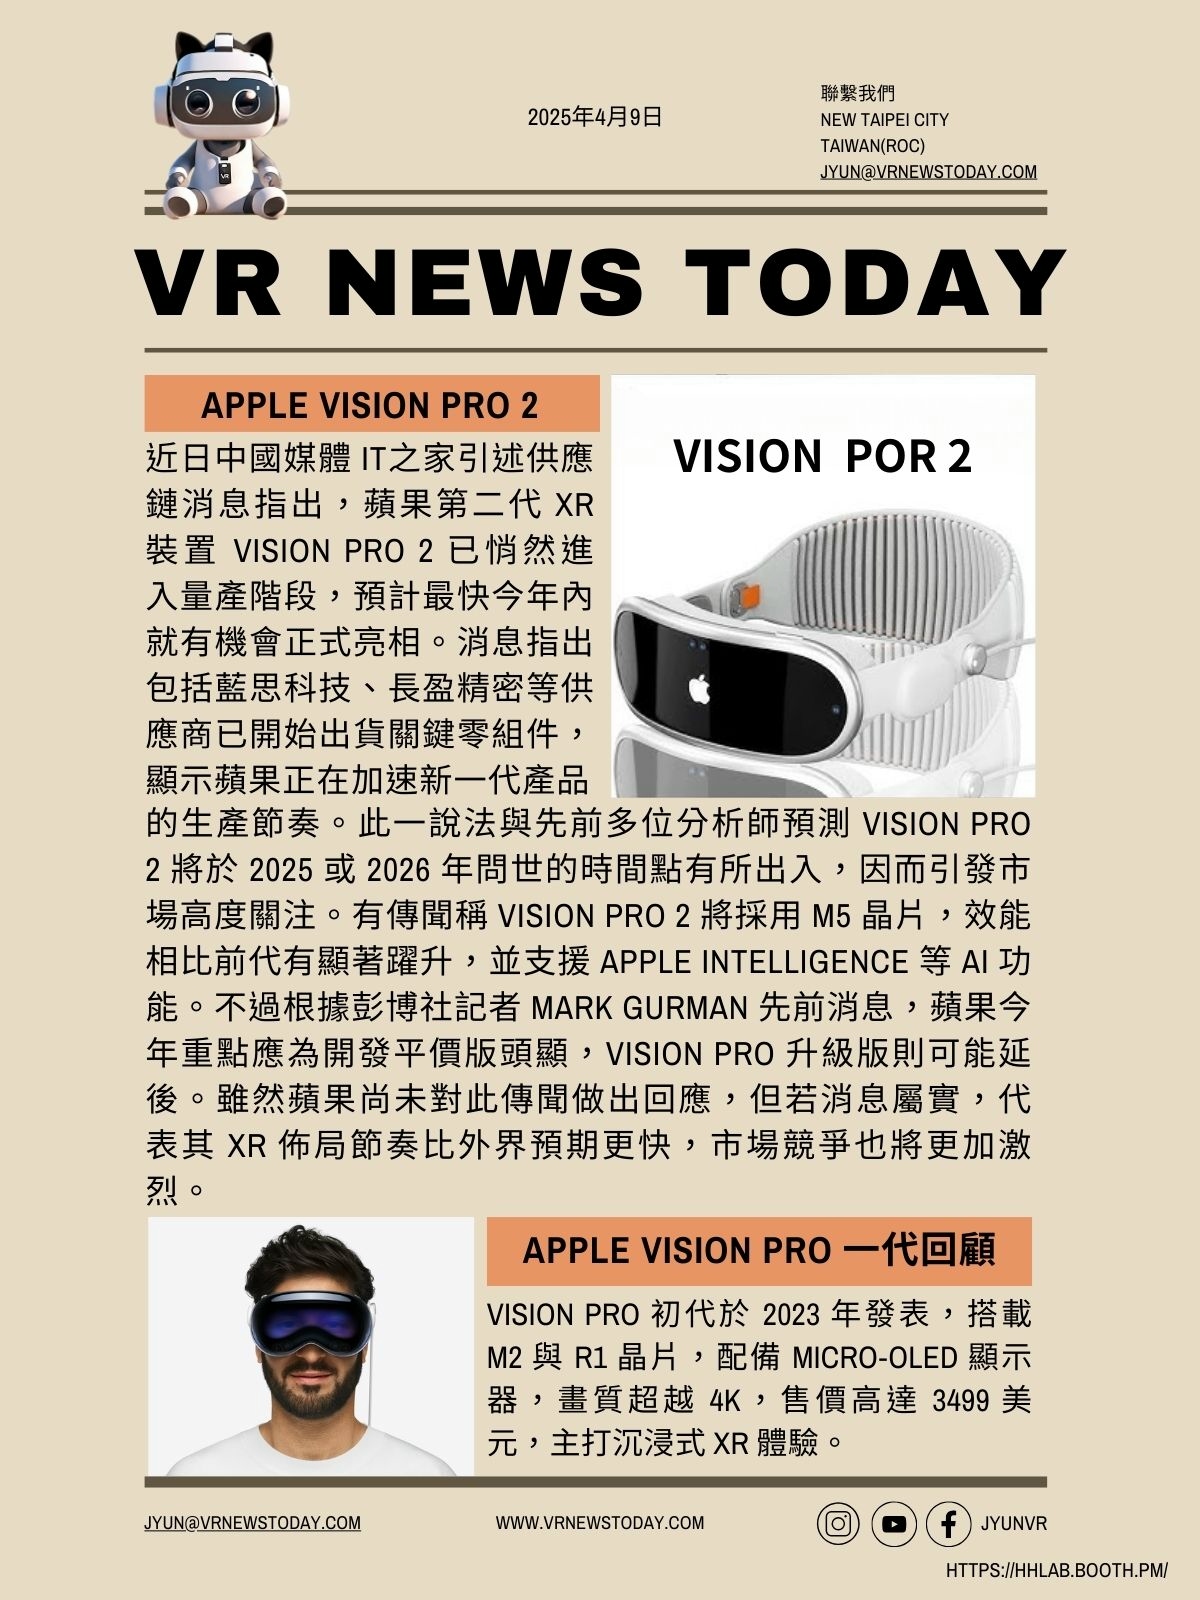 VR
2025年4月9日
聯繫我們
NEW TAIPEI CITY
TAIWAN(ROC)
JYUN@VRNEWSTODAY.COM
VR NEWS TODAY
APPLE VISION PRO 2
近日中國媒體 IT之家引述供應
鏈消息指出，蘋果第二代 XR
裝置 VISION PRO 2 已悄然進
入量產階段，預計最快今年內
就有機會正式亮相。消息指出
包括藍思科技、長盈精密等供
應商已開始出貨關鍵零組件，
顯示蘋果正在加速新一代產品
VISION POR 2
的生產節奏。此一說法與先前多位分析師預測 VISION PRO
2 將於 2025 或 2026 年問世的時間點有所出入，因而引發市
場高度關注。有傳聞稱 VISION PRO 2 將採用 M5 晶片，效能
相比前代有顯著躍升，並支援 APPLE INTELLIGENCE 等 AI 功
能。不過根據彭博社記者 MARK GURMAN 先前消息，蘋果今
年重點應為開發平價版頭顯，VISION PRO 升級版則可能延
後。雖然蘋果尚未對此傳聞做出回應，但若消息屬實，代
表其 XR 佈局節奏比外界預期更快，市場競爭也將更加激
烈。
APPLE VISION PRO 一代回顧
VISION PRO 初代於 2023 年發表，搭載
M2 與 R1 晶片，配備 MICRO-OLED 顯示
器，畫質超越 4K，售價高達 3499 美
元，主打沉浸式 XR 體驗。
JYUN@VRNEWSTODAY.COM
WWW.VRNEWSTODAY.COM
JYUNVR
HTTPS://HHLAB.BOOTH.PM/